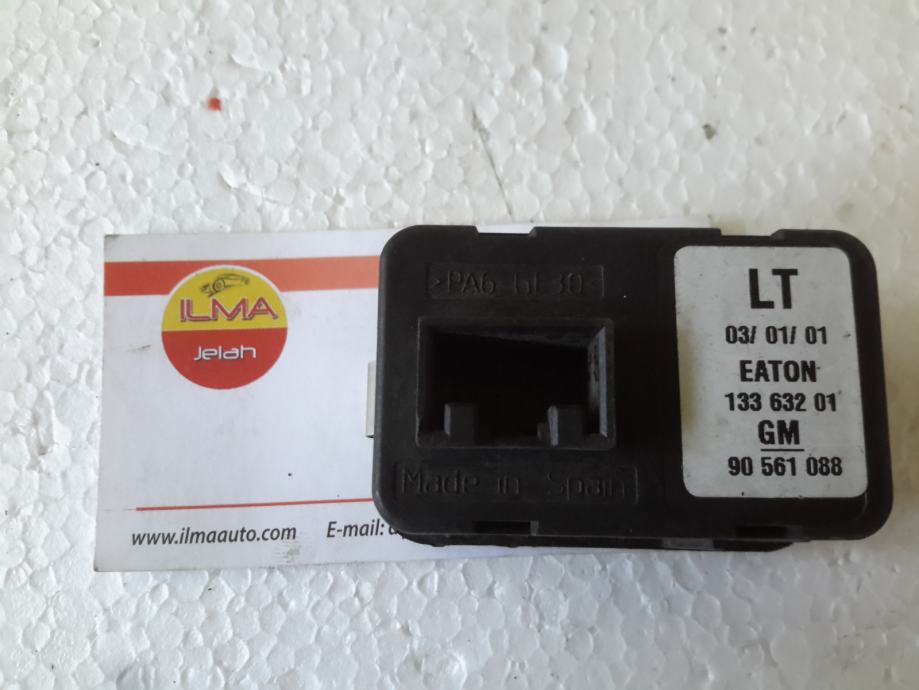 ILMA
Jelah
www.ilmaauto.com E-mail:
>PA6 GF30<
Made in Spain
LT
03/ 01/ 01
EATON
133 632 01
GM
90 561 088